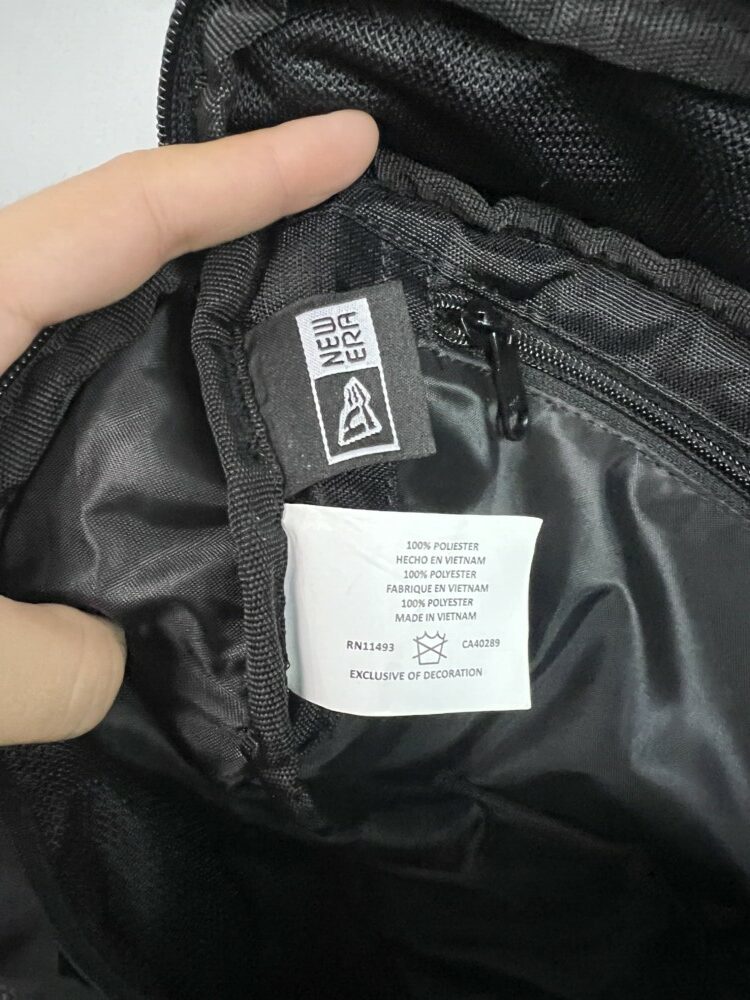 NEW
ERA
100% POLIESTER
HECHO EN VIETNAM
100% POLYESTER
FABRIQUE EN VIETNAM
100% POLYESTER
MADE IN VIETNAM
RN11493 CA40289
EXCLUSIVE OF DECORATION